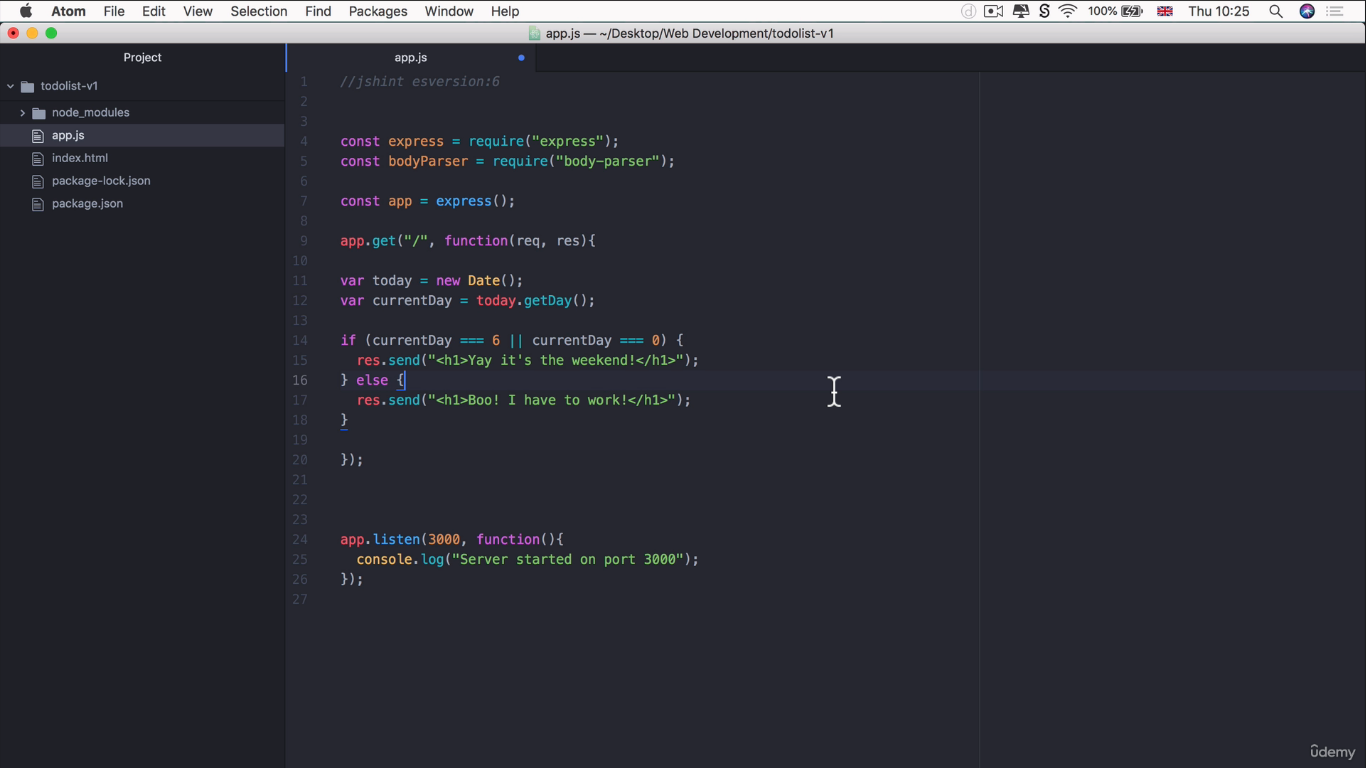 Atom File Edit View Selection Find Packages Window Help 100% Thu 10:25
app.js — ~/Desktop/Web Development/todolist-v1
Project
todolist-v1
node_modules
app.js
index.html
package-lock.json
package.json
app.js
1 //jshint esversion:6
2
3
4 const express = require("express");
5 const bodyParser = require("body-parser");
6
7 const app = express();
8
9 app.get("/", function(req, res){
10
11 var today = new Date();
12 var currentDay = today.getDay();
13
14 if (currentDay === 6 || currentDay === 0) {
15   res.send("<h1>Yay it's the weekend!</h1>");
16 } else {
17   res.send("<h1>Boo! I have to work!</h1>");
18 }
19
20 });
21
22
23
24 app.listen(3000, function(){
25   console.log("Server started on port 3000");
26 });
27
ûdemy